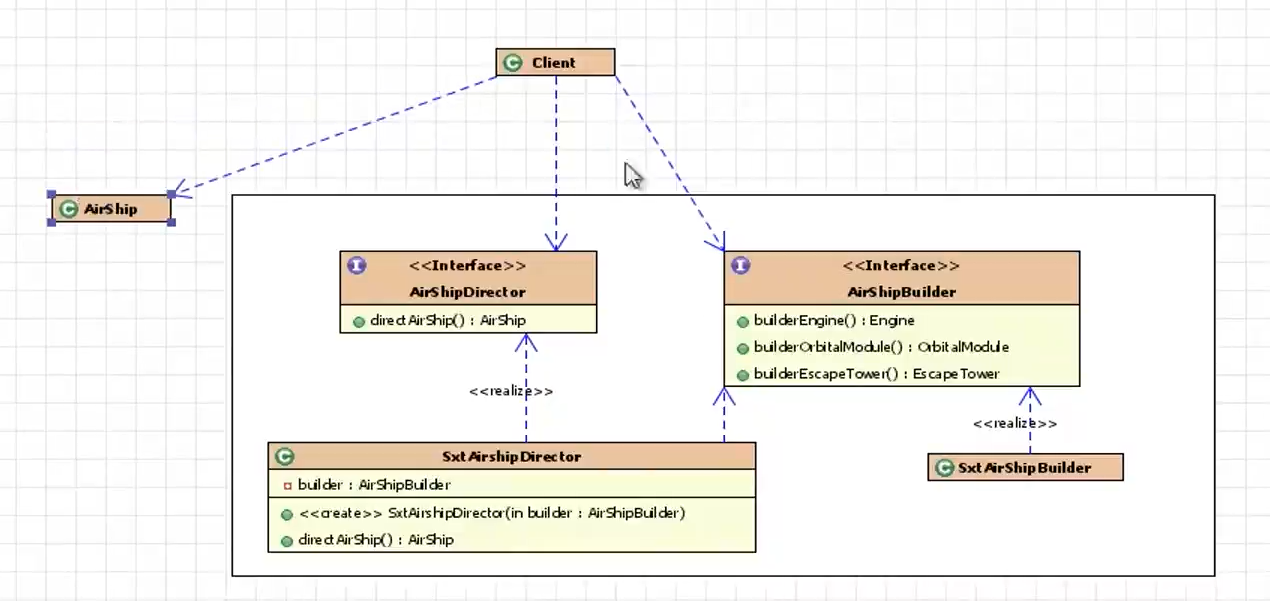 Client
AirShip
<<Interface>>
AirShipDirector
directAirShip() : AirShip
<<Interface>>
AirShipBuilder
builderEngine() : Engine
builderOrbitalModule() : OrbitalModule
builderEscapeTower() : EscapeTower
<<realize>>
<<realize>>
SxtAirshipDirector
builder : AirShipBuilder
<<create>> SxtAirshipDirector(in builder : AirShipBuilder)
directAirShip() : AirShip
SxtAirShipBuilder